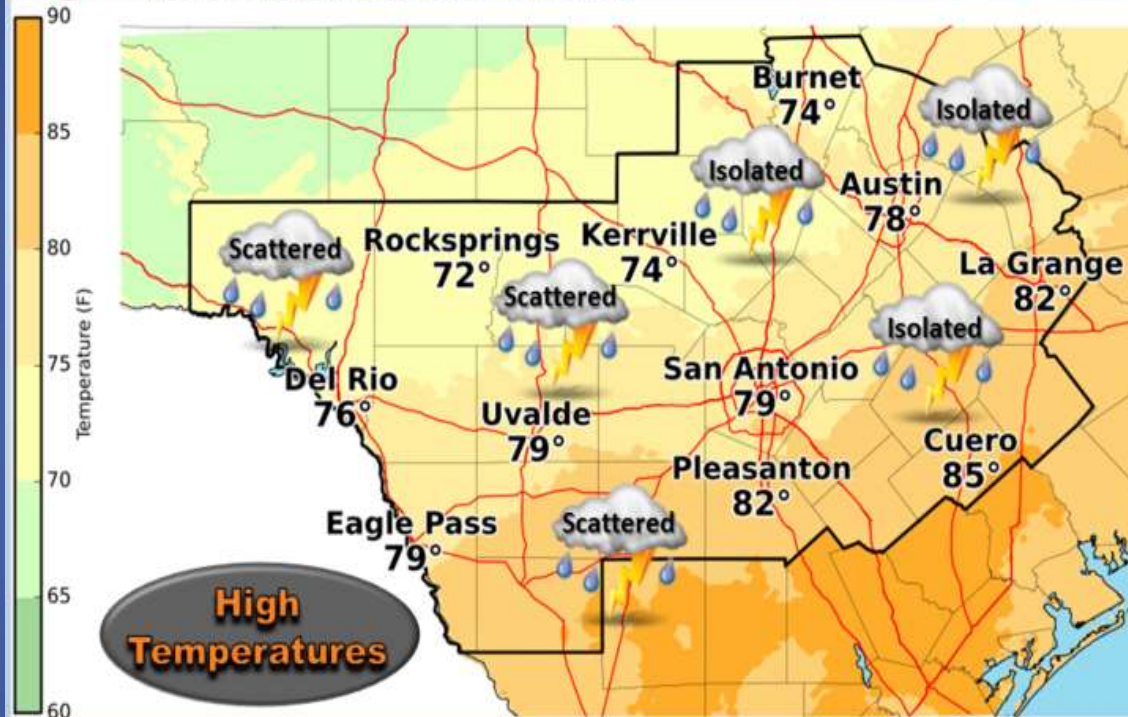 90
85
80
75
70
65
60
Temperature (F)
Burnet
74°
Isolated
Isolated
Austin
78°
Scattered
Rocksprings
72°
Kerrville
74°
La Grange
82°
Scattered
Isolated
Del Rio
76°
San Antonio
79°
Uvalde
79°
Cuero
85°
Pleasanton
82°
Eagle Pass
79°
Scattered
High
Temperatures